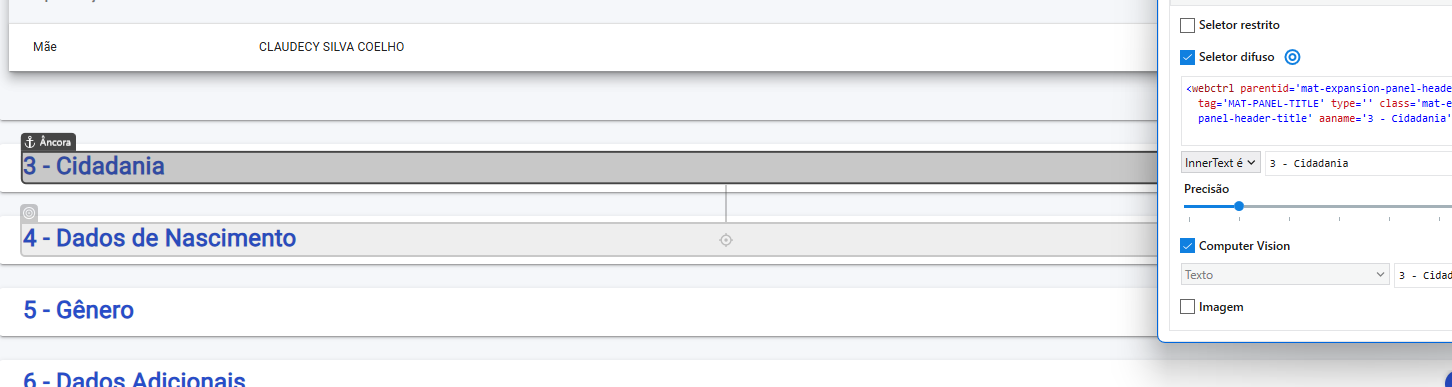 Mãe CLAUDECY SILVA COELHO
Âncora
3 - Cidadania
4 - Dados de Nascimento
5 - Gênero
6 - Dados Adicionais
Seletor restrito
Seletor difuso
<webctrl parentid='mat-expansion-panel-heade
tag='MAT-PANEL-TITLE' type='' class='mat-e
panel-header-title' aaname='3 - Cidadania'
InnerText é 3 - Cidadania
Precisão
Computer Vision
Texto 3 - Cidad
Imagem